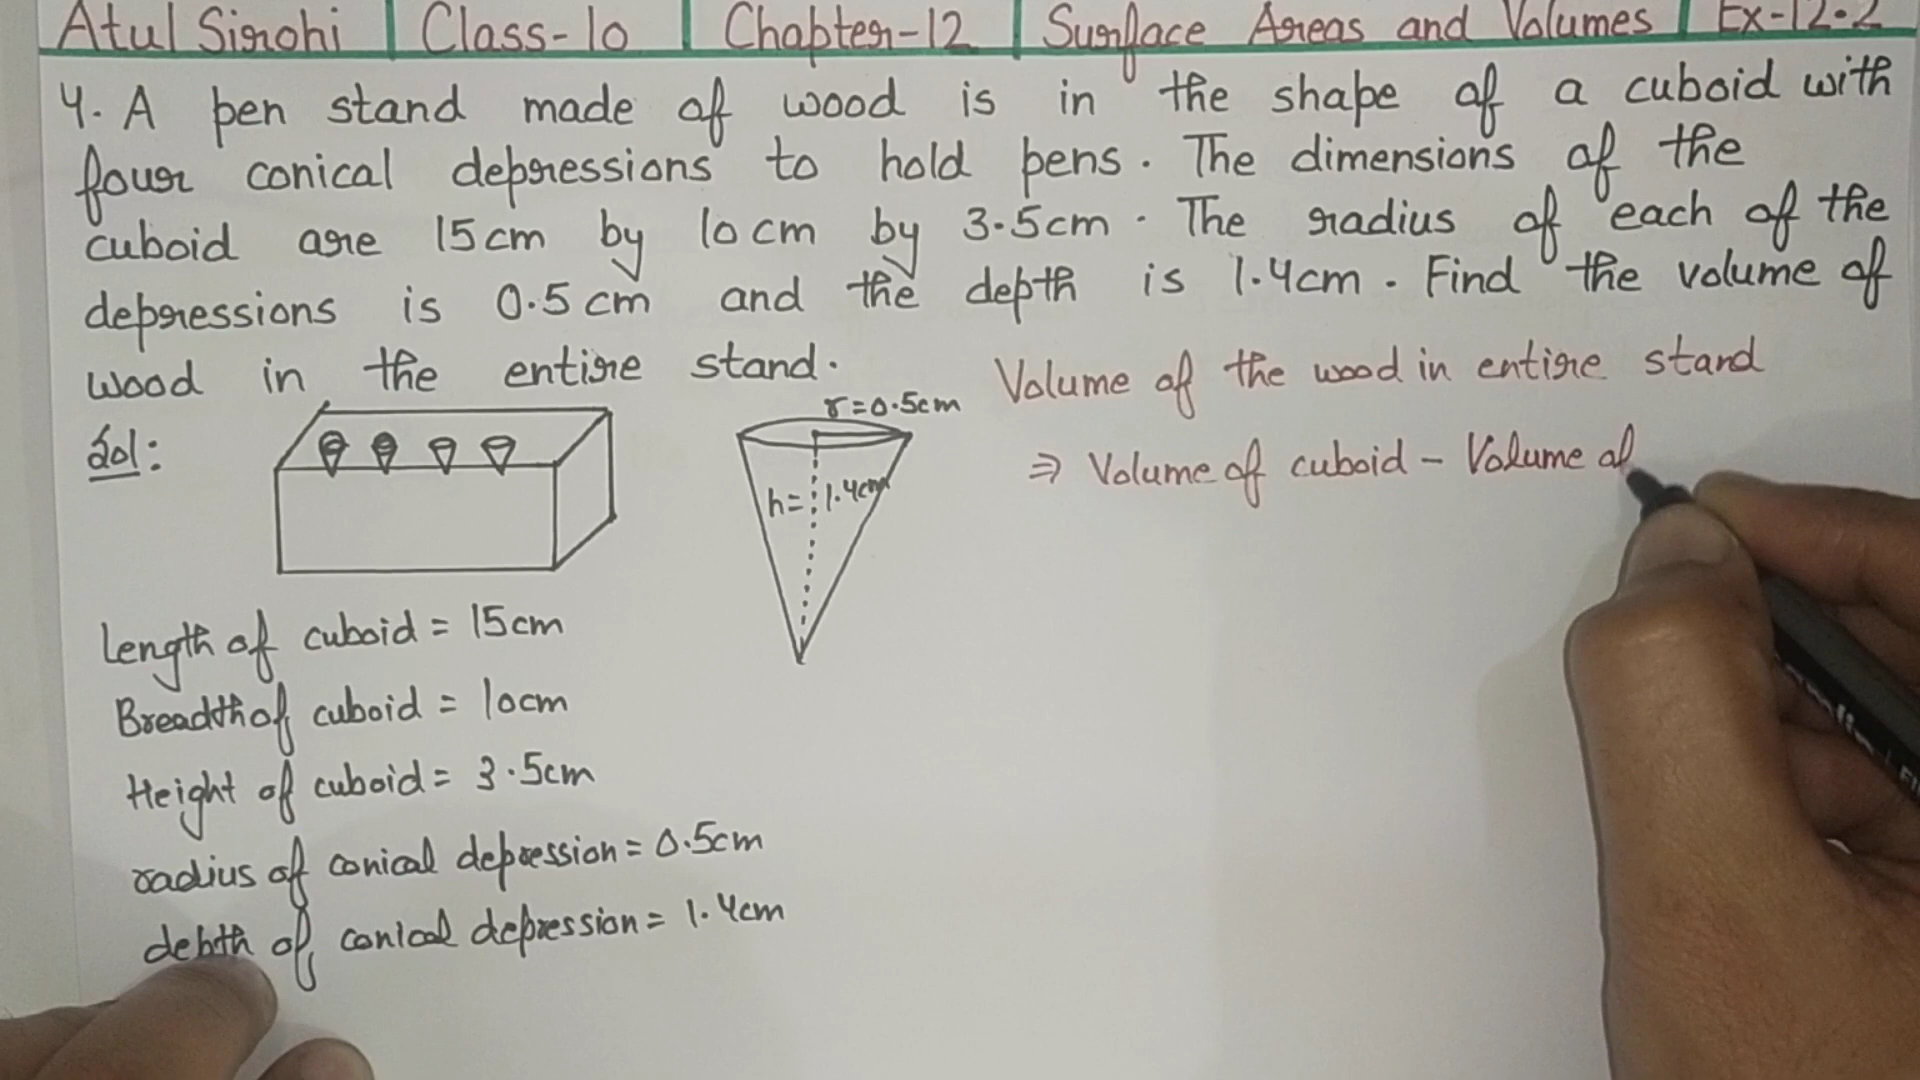 Atul Sirohi | Class-10 | Chapter-12 | Surface Areas and Volumes | Ex-12.2
4. A pen stand made of wood is in the shape of a cuboid with
four conical depressions to hold pens. The dimensions of the
cuboid are 15cm by 10cm by 3.5cm. The radius of each of the
depressions is 0.5cm and the depth is 1.4cm. Find the volume of
wood in the entire stand.
Sol:
r=0.5cm
h=1.4cm
Length of cuboid = 15cm
Breadth of cuboid = 10cm
Height of cuboid = 3.5cm
radius of conical depression = 0.5cm
depth of conical depression = 1.4cm
Volume of the wood in entire stand
⇒ Volume of cuboid - Volume of